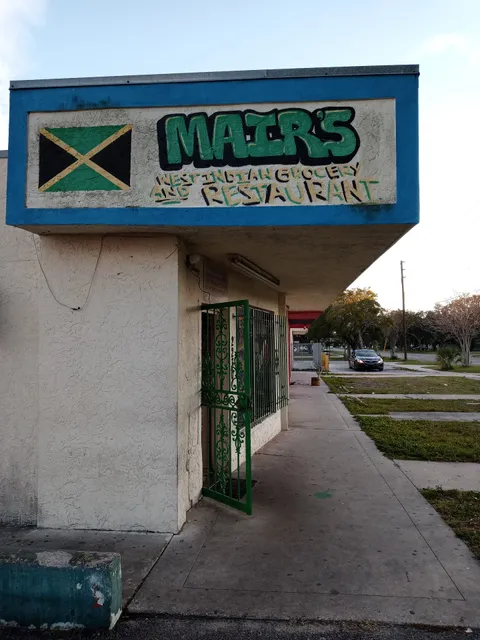 MAIR'S
WEST INDIAN GROCERY
AND RESTAURANT